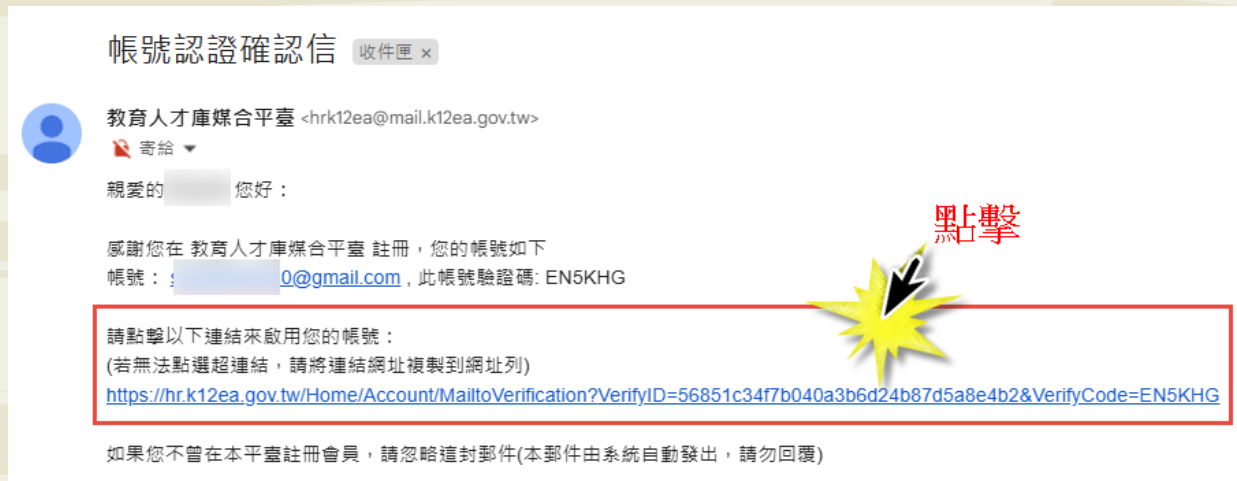 帳號認證確認信 收件匣 ×
教育人才庫媒合平臺 <hrk12ea@mail.k12ea.gov.tw>
寄給
親愛的 您好：
點擊
感謝您在 教育人才庫媒合平臺 註冊，您的帳號如下
帳號： 0@gmail.com , 此帳號驗證碼: EN5KHG
請點擊以下連結來啟用您的帳號：
(若無法點選超連結，請將連結網址複製到網址列)
https://hr.k12ea.gov.tw/Home/Account/MailtoVerification?VerifyID=56851c34f7b040a3b6d24b87d5a8e4b2&VerifyCode=EN5KHG
如果您不曾在本平臺註冊會員，請忽略這封郵件(本郵件由系統自動發出，請勿回覆)